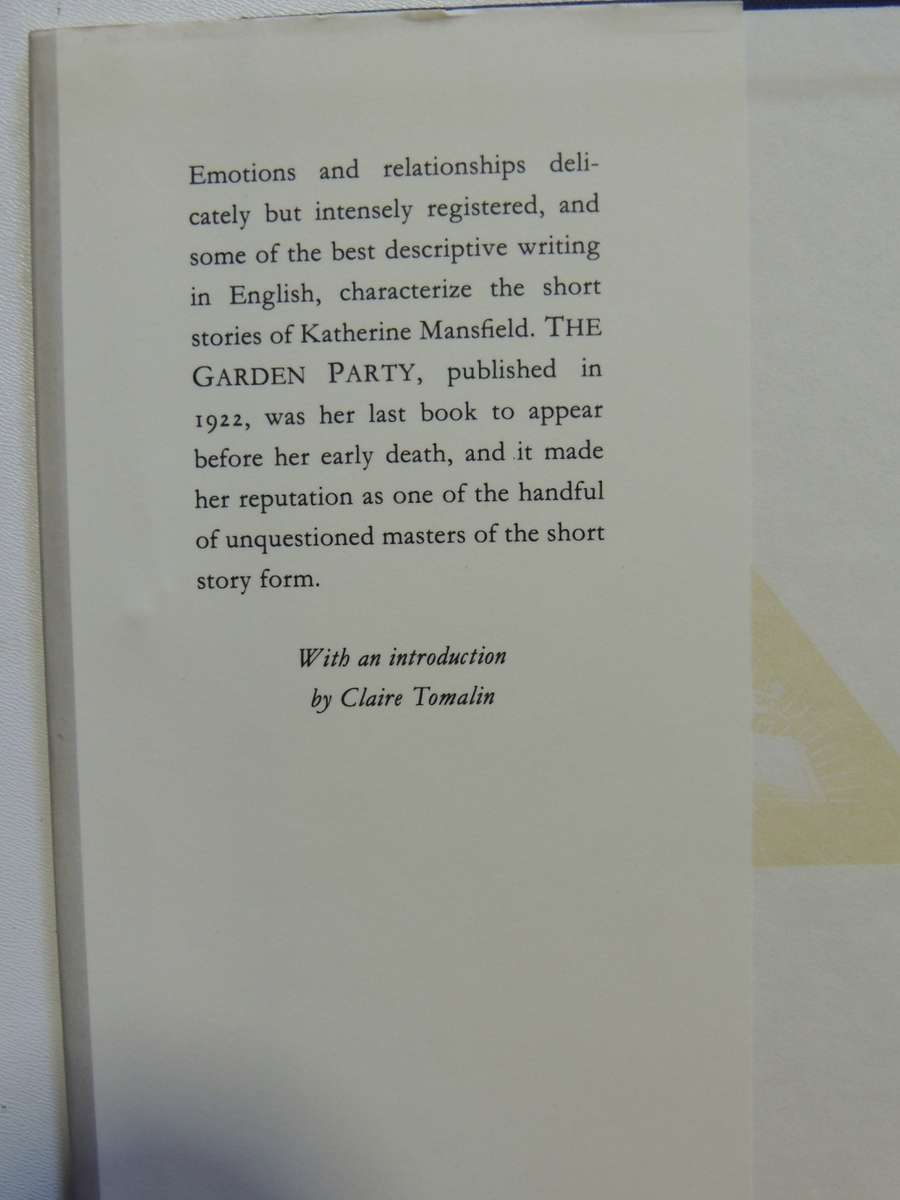 Emotions and relationships deli-
cately but intensely registered, and
some of the best descriptive writing
in English, characterize the short
stories of Katherine Mansfield. THE
GARDEN PARTY, published in
1922, was her last book to appear
before her early death, and it made
her reputation as one of the handful
of unquestioned masters of the short
story form.
With an introduction
by Claire Tomalin